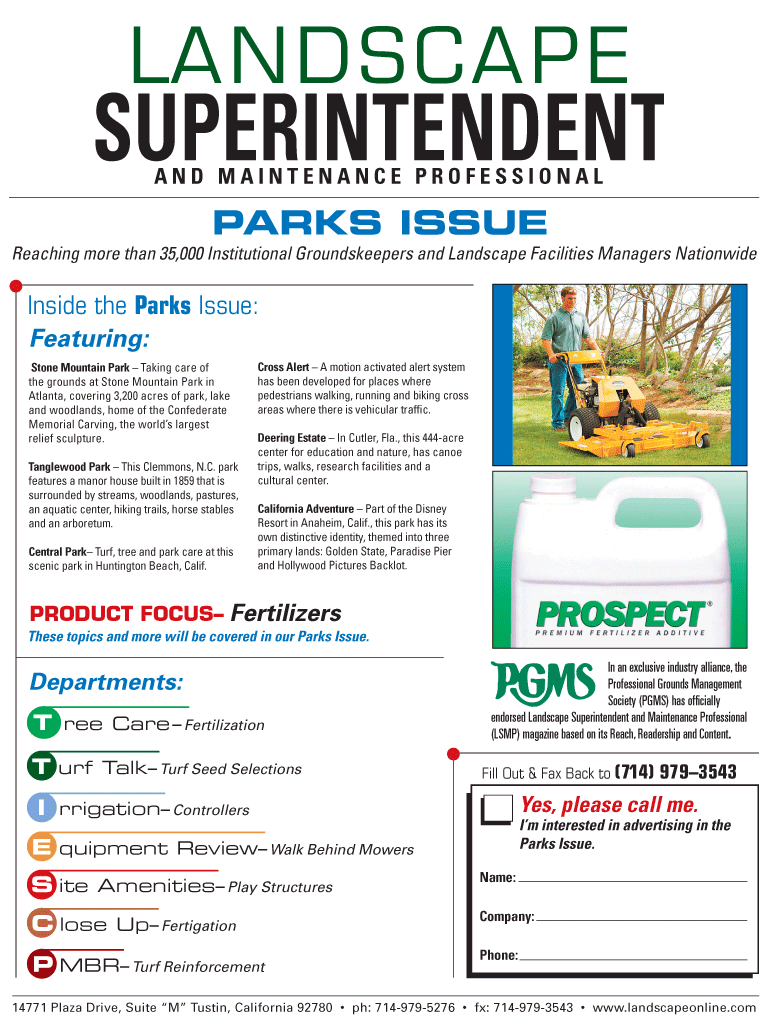 LANDSCAPE
SUPERINTENDENT
AND MAINTENANCE PROFESSIONAL
PARKS ISSUE
Reaching more than 35,000 Institutional Groundskeepers and Landscape Facilities Managers Nationwide
Inside the Parks Issue:
Featuring:
Stone Mountain Park – Taking care of
the grounds at Stone Mountain Park in
Atlanta, covering 3,200 acres of park, lake
and woodlands, home of the Confederate
Memorial Carving, the world's largest
relief sculpture.
Tanglewood Park – This Clemmons, N.C. park
features a manor house built in 1859 that is
surrounded by streams, woodlands, pastures,
an aquatic center, hiking trails, horse stables
and an arboretum.
Central Park– Turf, tree and park care at this
scenic park in Huntington Beach, Calif.
Cross Alert – A motion activated alert system
has been developed for places where
pedestrians walking, running and biking cross
areas where there is vehicular traffic.
Deering Estate – In Cutler, Fla., this 444-acre
center for education and nature, has canoe
trips, walks, research facilities and a
cultural center.
California Adventure – Part of the Disney
Resort in Anaheim, Calif., this park has its
own distinctive identity, themed into three
primary lands: Golden State, Paradise Pier
and Hollywood Pictures Backlot.
PRODUCT FOCUS– Fertilizers
These topics and more will be covered in our Parks Issue.
PROSPECT®
PREMIUM FERTILIZER ADDITIVE
Departments:
Tree Care– Fertilization
Turf Talk– Turf Seed Selections
Irrigation– Controllers
Equipment Review– Walk Behind Mowers
Site Amenities– Play Structures
Close Up– Fertigation
PMBR– Turf Reinforcement
PGMS
In an exclusive industry alliance, the
Professional Grounds Management
Society (PGMS) has officially
endorsed Landscape Superintendent and Maintenance Professional
(LSMP) magazine based on its Reach, Readership and Content.
Fill Out & Fax Back to (714) 979–3543
Yes, please call me.
I'm interested in advertising in the
Parks Issue.
Name:
Company:
Phone:
14771 Plaza Drive, Suite “M” Tustin, California 92780 • ph: 714-979-5276 • fx: 714-979-3543 • www.landscapeonline.com